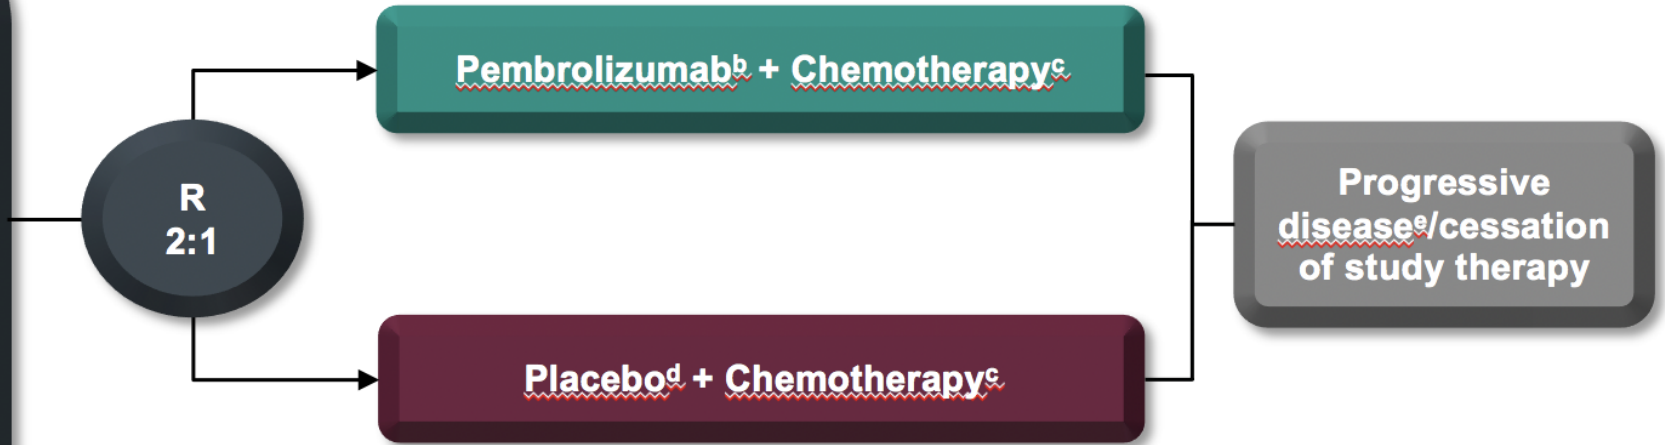 Pembrolizumabᵇ + Chemotherapyᶜ
R
2:1
Progressive
diseaseᵉ/cessation
of study therapy
Placeboᵈ + Chemotherapyᶜ